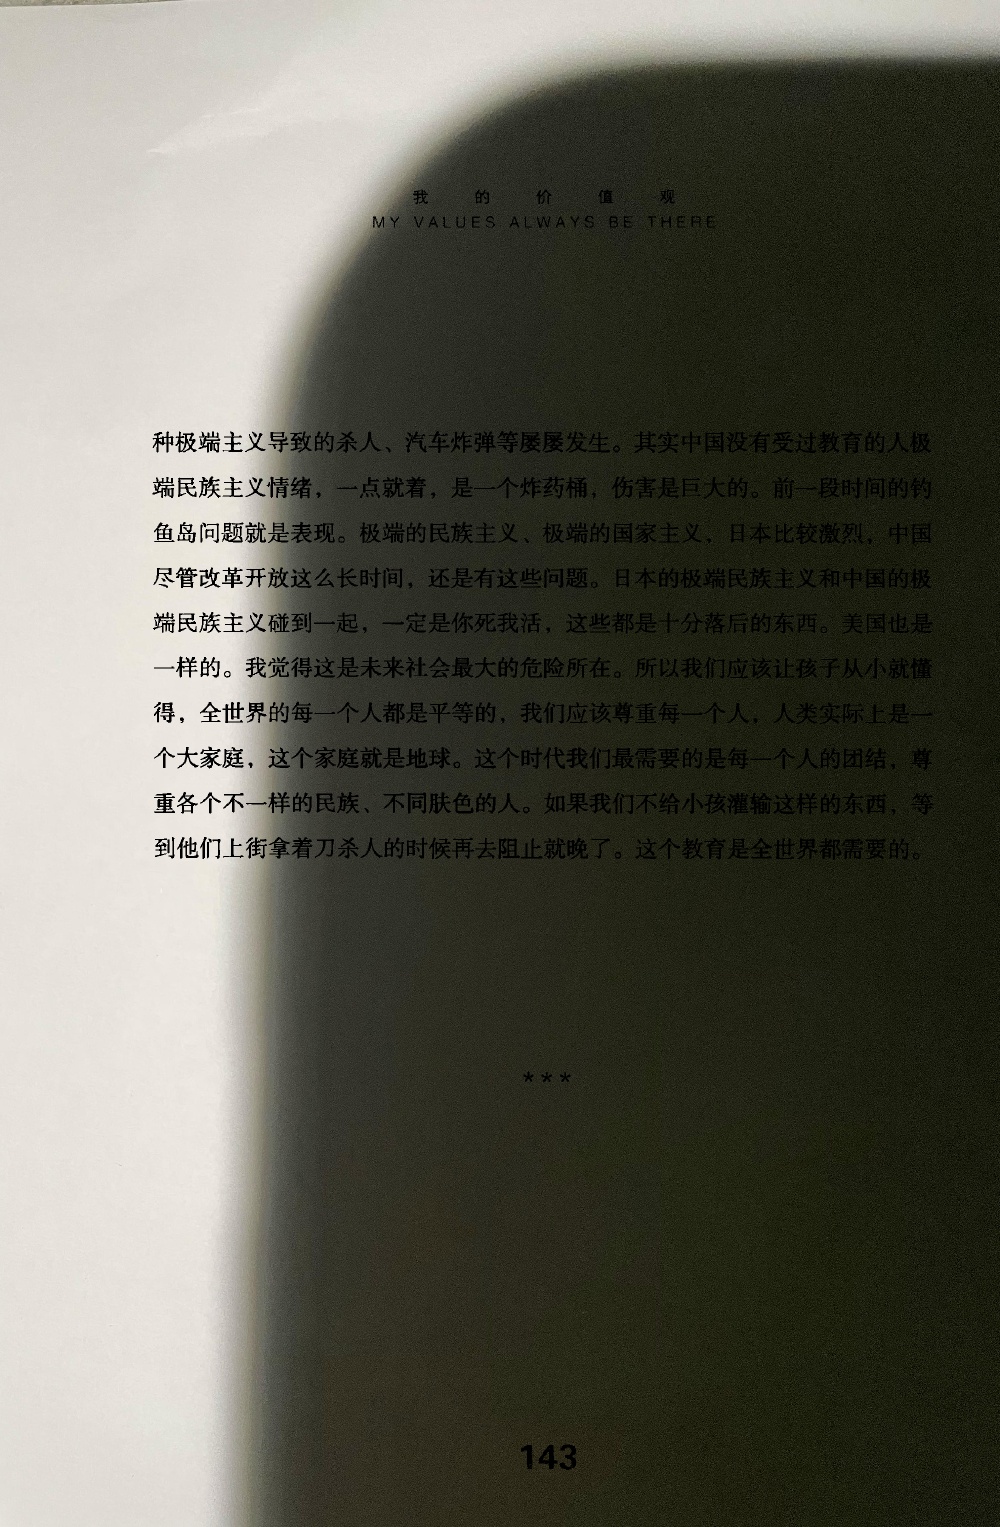 我的价值观
MY VALUES ALWAYS BE THERE
种极端主义导致的杀人、汽车炸弹等屡屡发生。其实中国没有受过教育的人极
端民族主义情绪，一点就着，是一个炸药桶，伤害是巨大的。前一段时间的钓
鱼岛问题就是表现。极端的民族主义、极端的国家主义，日本比较激烈，中国
尽管改革开放这么长时间，还是有这些问题。日本的极端民族主义和中国的极
端民族主义碰到一起，一定是你死我活，这些都是十分落后的东西。美国也是
一样的。我觉得这是未来社会最大的危险所在。所以我们应该让孩子从小就懂
得，全世界的每一个人都是平等的，我们应该尊重每一个人，人类实际上是一
个大家庭，这个家庭就是地球。这个时代我们最需要的是每一个人的团结，尊
重各个不一样的民族、不同肤色的人。如果我们不给小孩灌输这样的东西，等
到他们上街拿着刀杀人的时候再去阻止就晚了。这个教育是全世界都需要的。
***
143